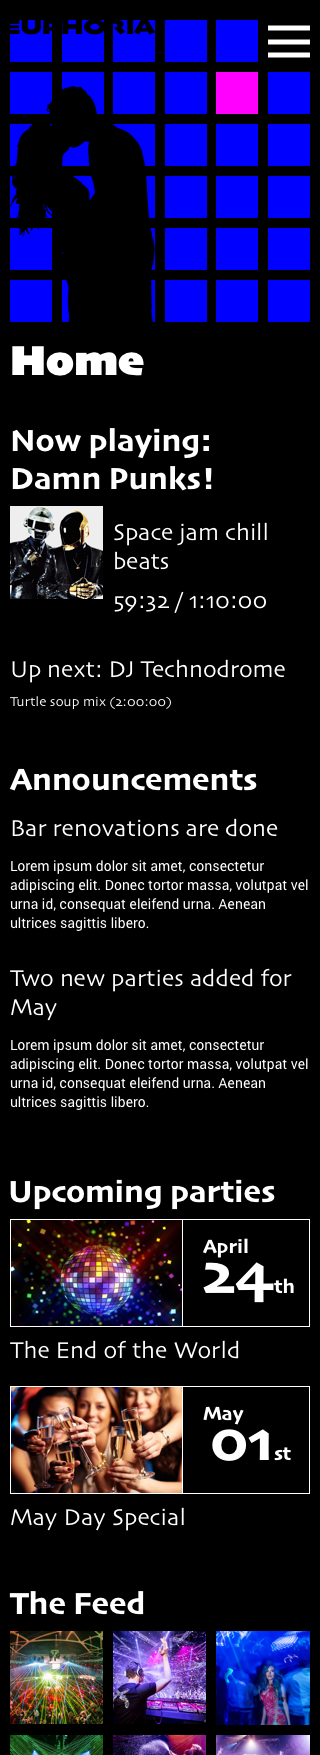 EUPHORIA
Home
Now playing:
Damn Punks!
Space jam chill
beats
59:32 / 1:10:00
Up next: DJ Technodrome
Turtle soup mix (2:00:00)
Announcements
Bar renovations are done
Lorem ipsum dolor sit amet, consectetur
adipiscing elit. Donec tortor massa, volutpat vel
urna id, consequat eleifend urna. Aenean
ultrices sagittis libero.
Two new parties added for
May
Lorem ipsum dolor sit amet, consectetur
adipiscing elit. Donec tortor massa, volutpat vel
urna id, consequat eleifend urna. Aenean
ultrices sagittis libero.
Upcoming parties
April
24th
The End of the World
May
01st
May Day Special
The Feed